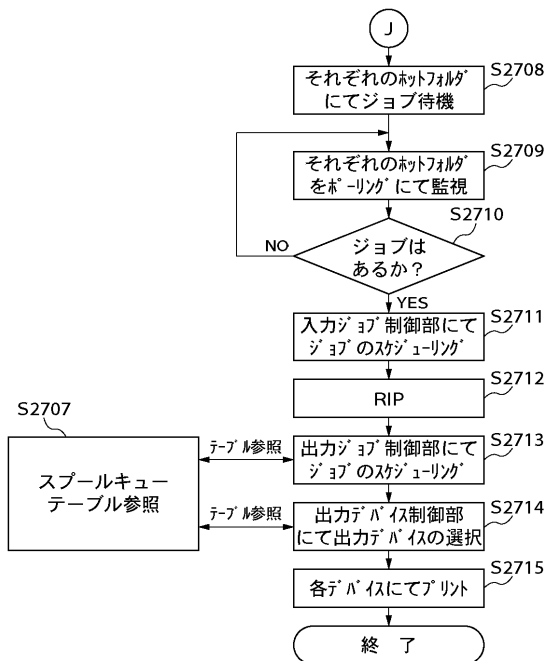 J
それぞれのﾎｯﾄﾌｫﾙﾀﾞ
にてジョブ待機
S2708
それぞれのﾎｯﾄﾌｫﾙﾀﾞ
をﾎﾟｰﾘﾝｸﾞにて監視
S2709
S2710
ジョブは
あるか？
NO
YES
入力ｼﾞｮﾌﾞ制御部にて
ｼﾞｮﾌﾞのｽｹｼﾞｭｰﾘﾝｸﾞ
S2711
RIP
S2712
S2707
スプールキュー
テーブル参照
ﾃｰﾌﾞﾙ参照
出力ｼﾞｮﾌﾞ制御部にて
ｼﾞｮﾌﾞのｽｹｼﾞｭｰﾘﾝｸﾞ
S2713
ﾃｰﾌﾞﾙ参照
出力ﾃﾞﾊﾞｲｽ制御部
にて出力ﾃﾞﾊﾞｲｽの選択
S2714
各ﾃﾞﾊﾞｲｽにてﾌﾟﾘﾝﾄ
S2715
終 了